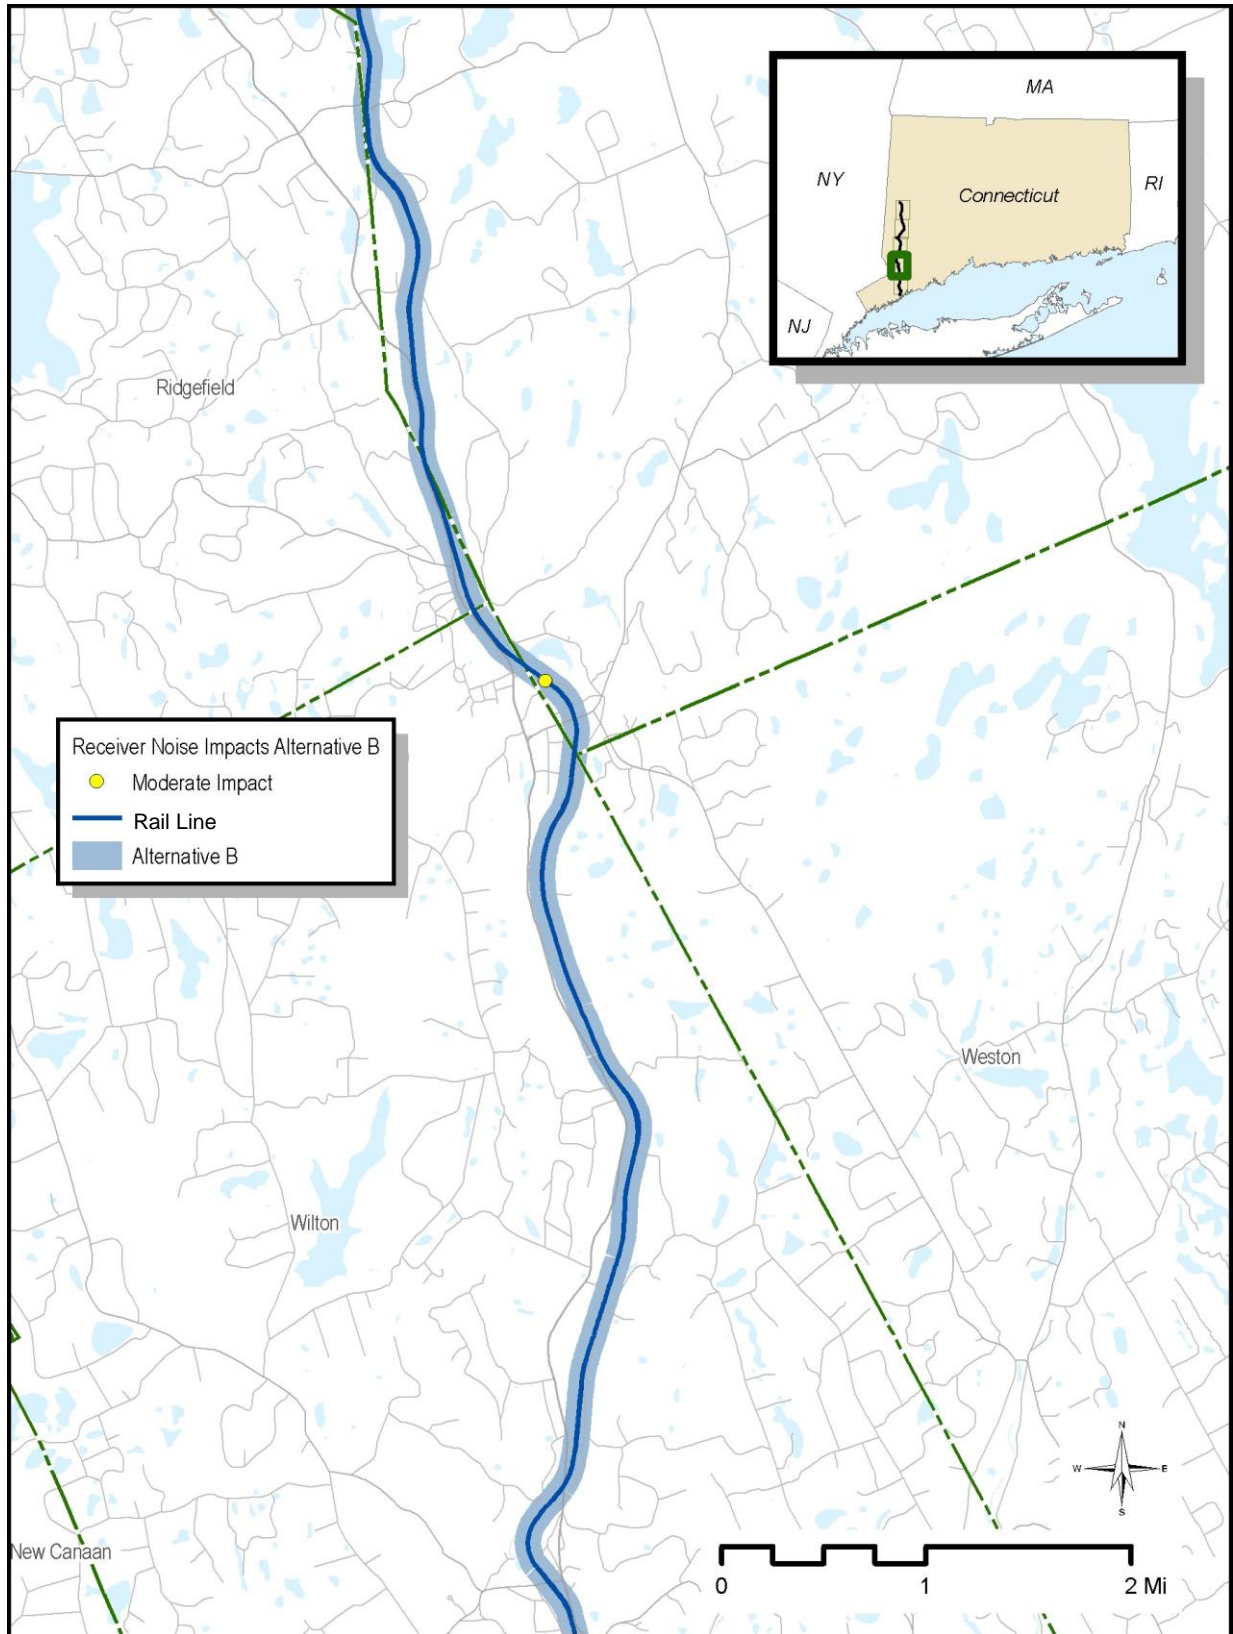 MA
NY
Connecticut
RI
NJ
Ridgefield
Receiver Noise Impacts Alternative B
Moderate Impact
Rail Line
Alternative B
Weston
Wilton
New Canaan
N
W E
S
0 1 2 Mi